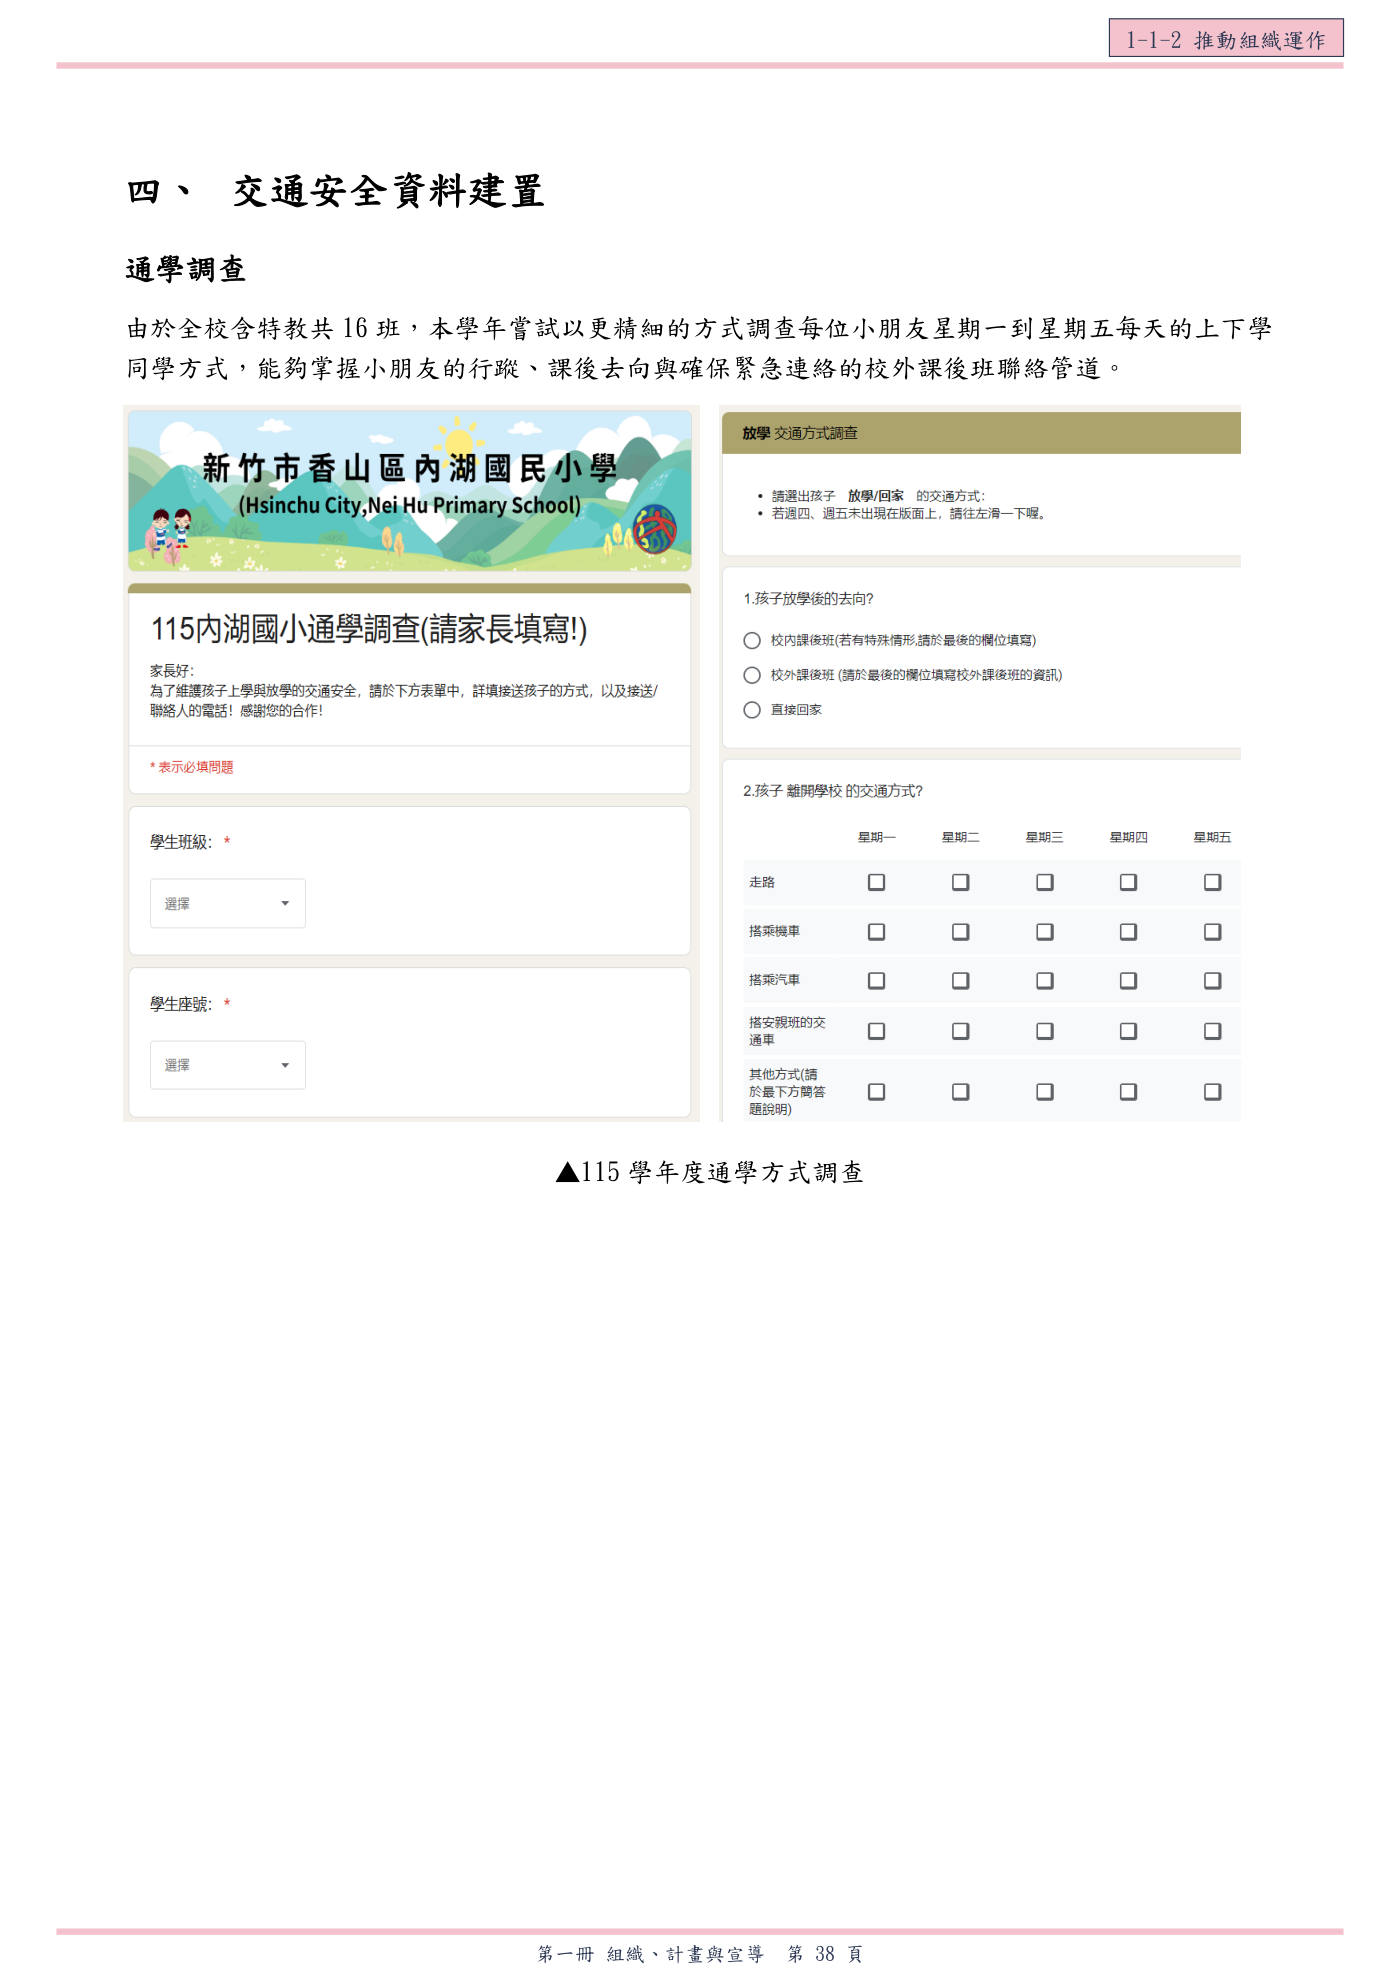 1-1-2 推動組織運作
四、 交通安全資料建置
通學調查
由於全校含特教共 16 班，本學年嘗試以更精細的方式調查每位小朋友星期一到星期五每天的上下學
同學方式，能夠掌握小朋友的行蹤、課後去向與確保緊急連絡的校外課後班聯絡管道。
新竹市香山區內湖國民小學
(Hsinchu City,Nei Hu Primary School)
115內湖國小通學調查(請家長填寫!)
家長好：
為了維護孩子上學與放學的交通安全，請於下方表單中，詳填接送孩子的方式，以及接送/
聯絡人的電話！感謝您的合作！
* 表示必填問題
學生班級： *
選擇
學生座號： *
選擇
放學 交通方式調查
• 請選出孩子 放學/回家 的交通方式：
• 若週四、週五未出現在版面上，請往左滑一下喔。
1.孩子放學後的去向?
校內課後班(若有特殊情形,請於最後的欄位填寫)
校外課後班 (請於最後的欄位填寫校外課後班的資訊)
直接回家
2.孩子 離開學校 的交通方式?
星期一 星期二 星期三 星期四 星期五
走路
搭乘機車
搭乘汽車
搭安親班的交
通車
其他方式(請
於最下方簡答
題說明)
▲115 學年度通學方式調查
第一冊 組織、計畫與宣導 第 38 頁